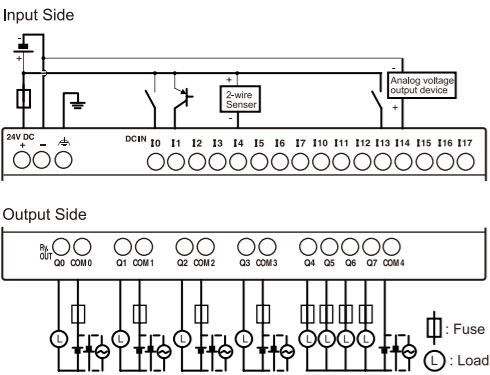 Input Side
-
+
+
2-wire
Senser
-
-
Analog voltage
output device
+
24V DC
+ -
DC IN I0 I1 I2 I3 I4 I5 I6 I7 I10 I11 I12 I13 I14 I15 I16 I17
Output Side
Ry.
OUT
Q0 COM0 Q1 COM1 Q2 COM2 Q3 COM3 Q4 Q5 Q6 Q7 COM4
L L L L L L L L
: Fuse
L : Load